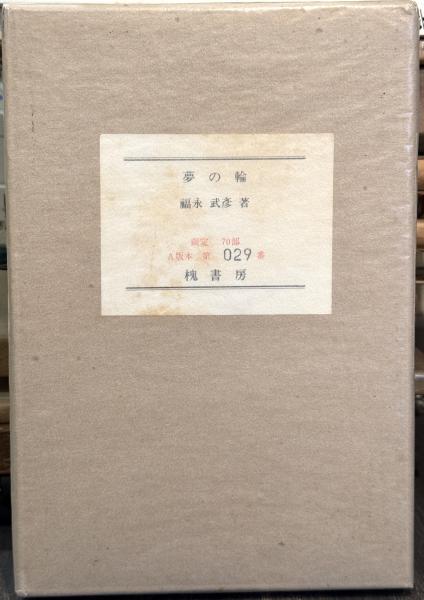 夢の輪
福永 武彦 著
限定 70部
A版本 第 029 番
槐書房